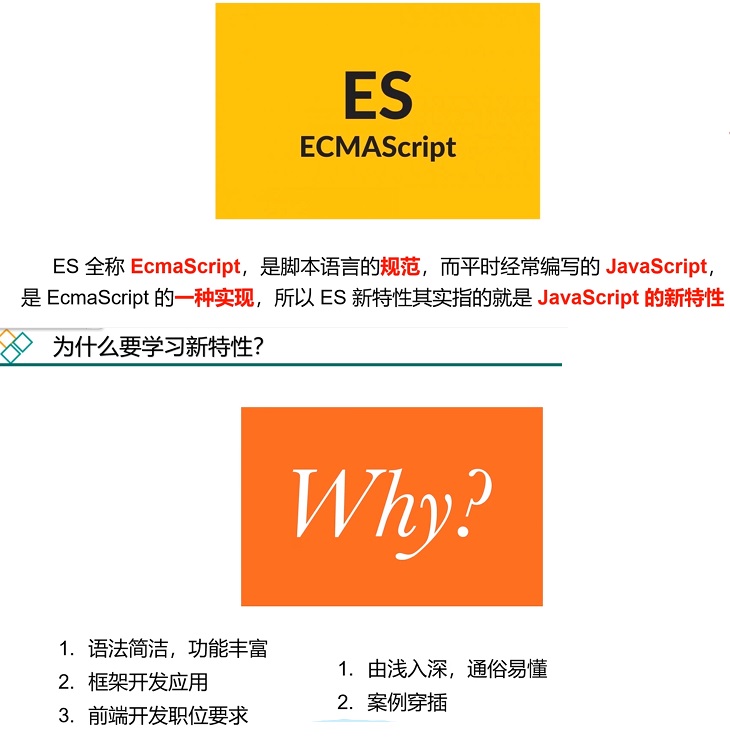 ES
ECMAScript
ES 全称 EcmaScript，是脚本语言的规范，而平时经常编写的 JavaScript，
是 EcmaScript 的一种实现，所以 ES 新特性其实指的就是 JavaScript 的新特性
为什么要学习新特性？
Why?
1. 语法简洁，功能丰富
2. 框架开发应用
3. 前端开发职位要求
1. 由浅入深，通俗易懂
2. 案例穿插